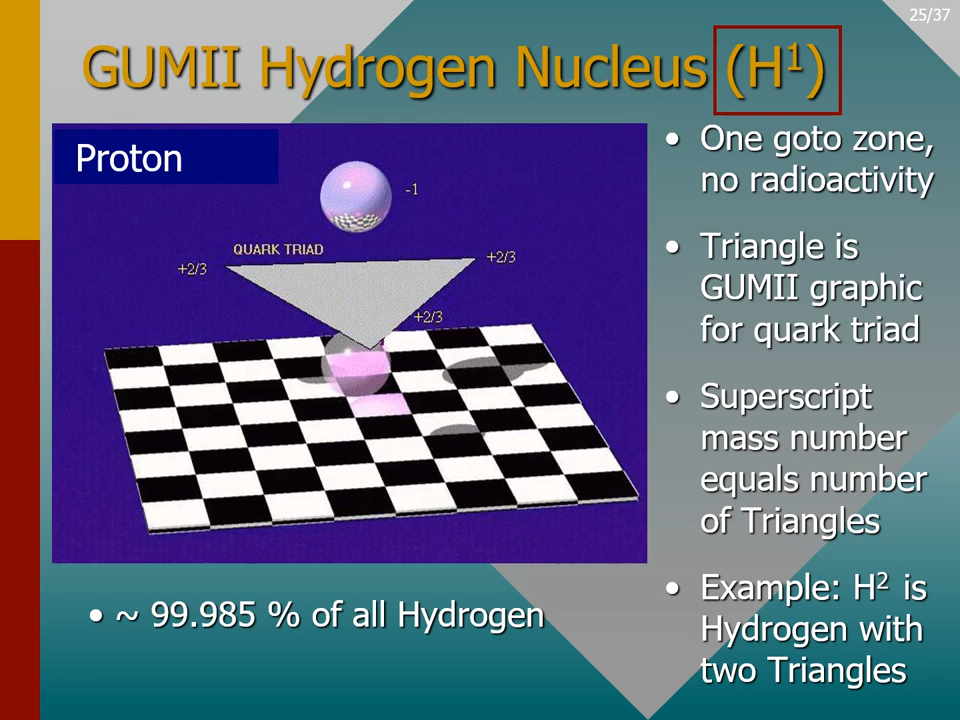 25/37
GUMII Hydrogen Nucleus (H¹)
Proton
-1
QUARK TRIAD
+2/3
+2/3
+2/3
• One goto zone,
no radioactivity
• Triangle is
GUMII graphic
for quark triad
• Superscript
mass number
equals number
of Triangles
• Example: H² is
Hydrogen with
two Triangles
• ~ 99.985 % of all Hydrogen